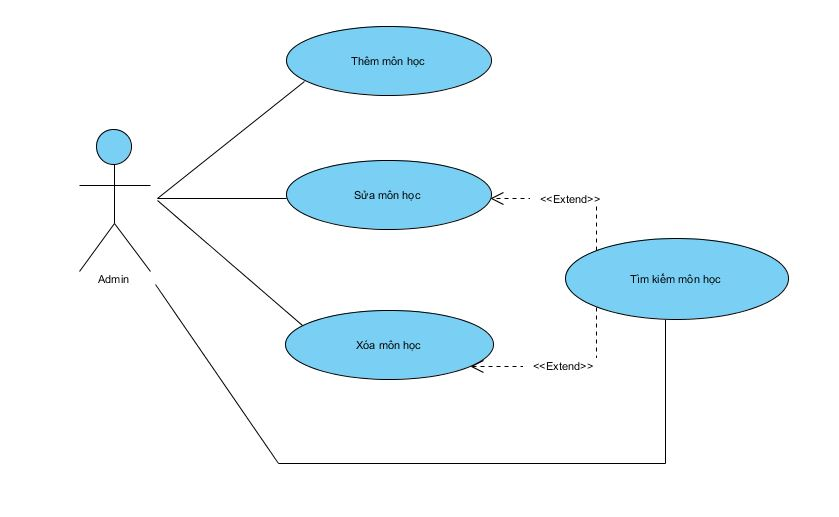 Thêm môn học
Sửa môn học
<<Extend>>
Tìm kiếm môn học
Admin
Xóa môn học
<<Extend>>